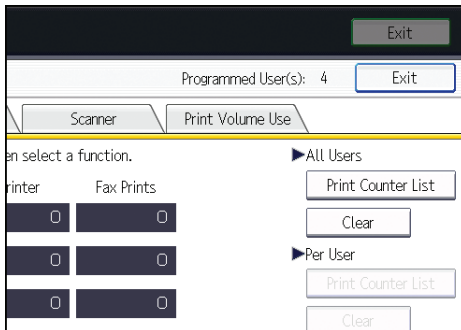 Exit
Programmed User(s): 4 Exit
Scanner Print Volume Use
en select a function. ▶All Users
rinter Fax Prints Print Counter List
0 0 Clear
0 0 ▶Per User
Print Counter List
0 0 Clear